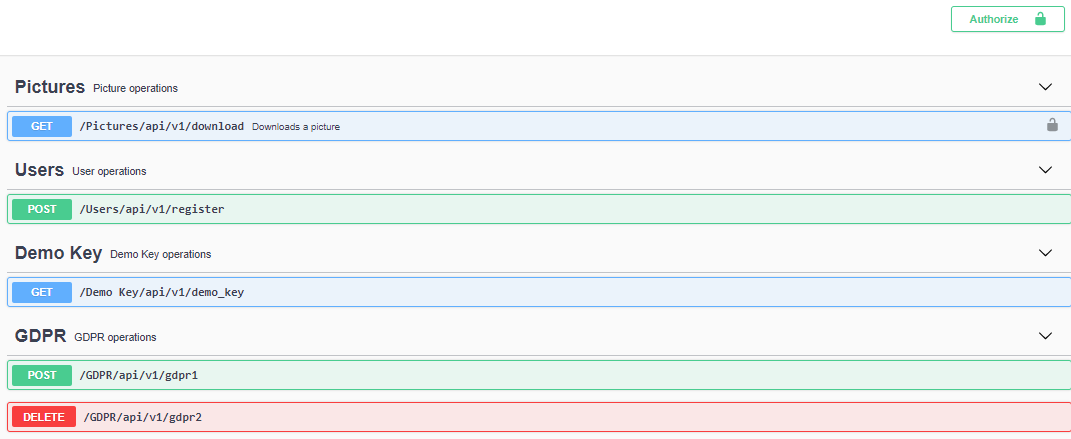 Authorize
Pictures Picture operations
GET /Pictures/api/v1/download Downloads a picture
Users User operations
POST /Users/api/v1/register
Demo Key Demo Key operations
GET /Demo Key/api/v1/demo_key
GDPR GDPR operations
POST /GDPR/api/v1/gdpr1
DELETE /GDPR/api/v1/gdpr2